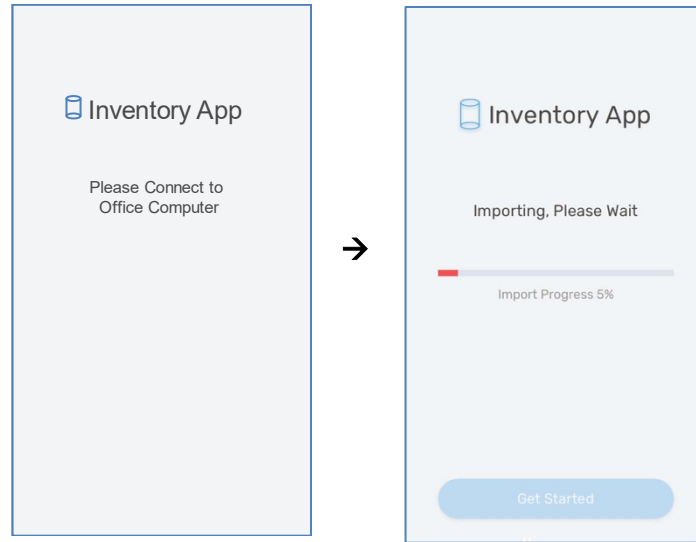 Inventory App
Please Connect to
Office Computer
→
Inventory App
Importing, Please Wait
Import Progress 5%
Get Started